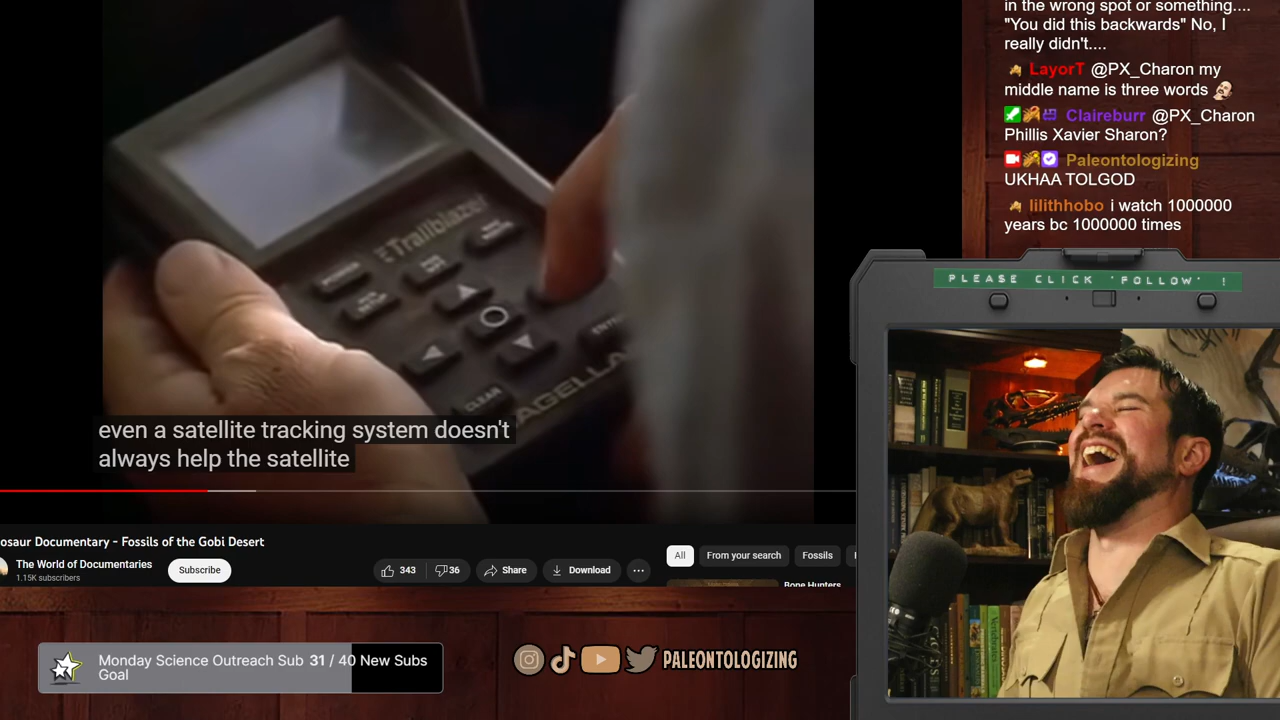 in the wrong spot or something....
"You did this backwards" No, I
really didn't....
LayorT @PX_Charon my
middle name is three words
Claireburr @PX_Charon
Phillis Xavier Sharon?
Paleontologizing
UKHAA TOLGOD
lilithhobo i watch 1000000
years bc 1000000 times
PLEASE CLICK "FOLLOW" !
Trailblazer
CLEAR
AGELLA
even a satellite tracking system doesn't
always help the satellite
osaur Documentary - Fossils of the Gobi Desert
The World of Documentaries
1.15K subscribers
Subscribe
343
36
Share
Download
All
From your search
Fossils
Bone Hunters
Monday Science Outreach Sub 31 / 40 New Subs
Goal
PALEONTOLOGIZING